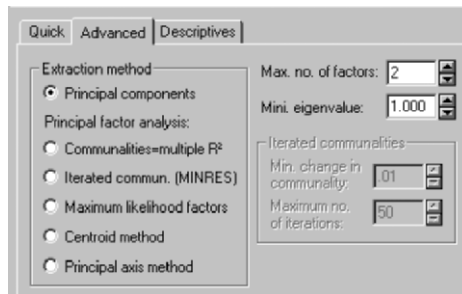 Quick Advanced Descriptives
Extraction method
Principal components
Principal factor analysis:
Communalities=multiple R²
Iterated commun. (MINRES)
Maximum likelihood factors
Centroid method
Principal axis method
Max. no. of factors: 2
Mini. eigenvalue: 1.000
Iterated communalities
Min. change in
communality: .01
Maximum no.
of iterations: 50